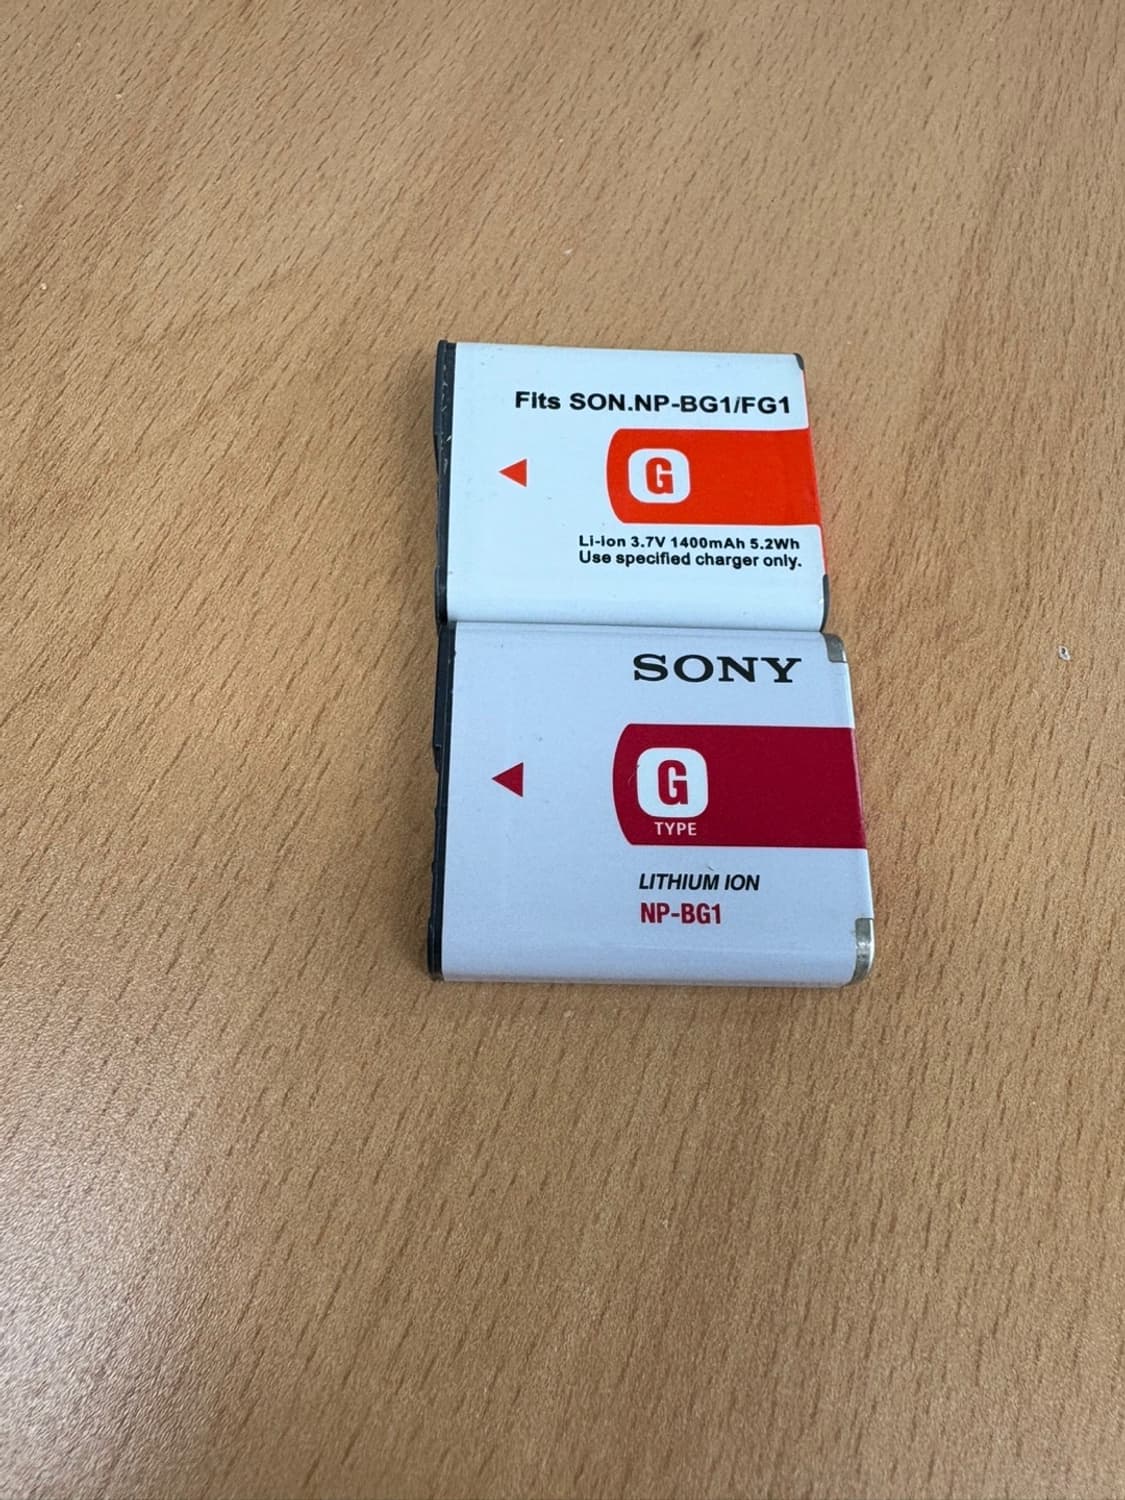 Fits SON.NP-BG1/FG1
G
Li-ion 3.7V 1400mAh 5.2Wh
Use specified charger only.
SONY
G
TYPE
LITHIUM ION
NP-BG1